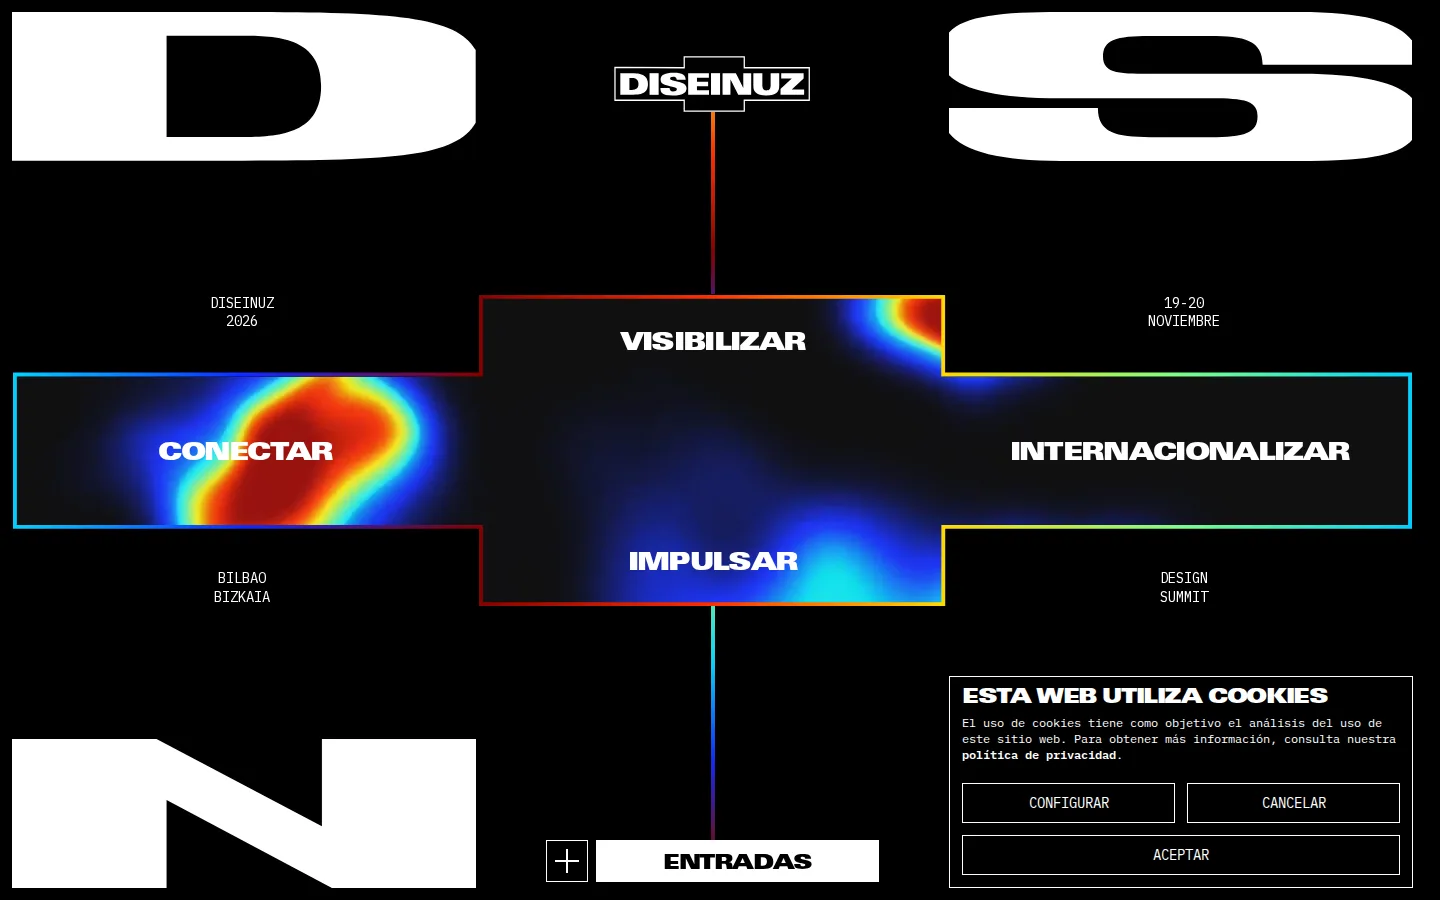 D
DISEINUZ
S
DISEINUZ
2026
VISIBILIZAR
19-20
NOVIEMBRE
CONECTAR
INTERNACIONALIZAR
IMPULSAR
BILBAO
BIZKAIA
DESIGN
SUMMIT
N
ENTRADAS
ESTA WEB UTILIZA COOKIES
El uso de cookies tiene como objetivo el análisis del uso de
este sitio web. Para obtener más información, consulta nuestra
política de privacidad.
CONFIGURAR
CANCELAR
ACEPTAR